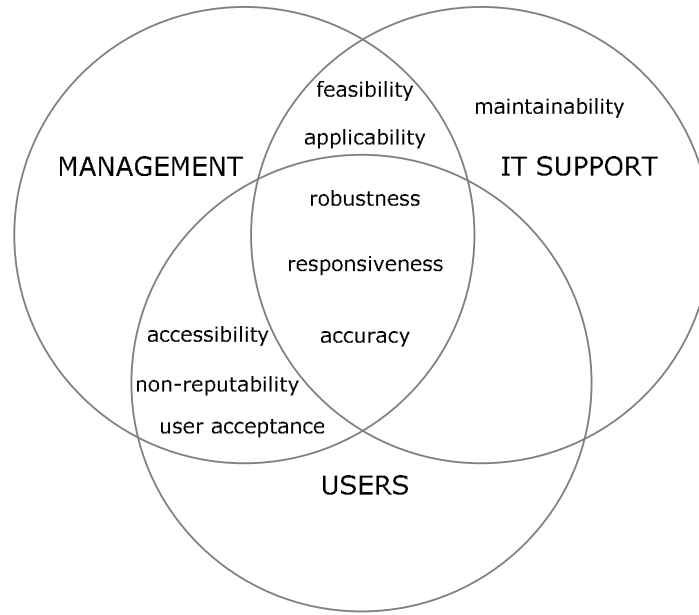 feasibility
maintainability
applicability
MANAGEMENT
IT SUPPORT
robustness
responsiveness
accessibility
accuracy
non-reputability
user acceptance
USERS